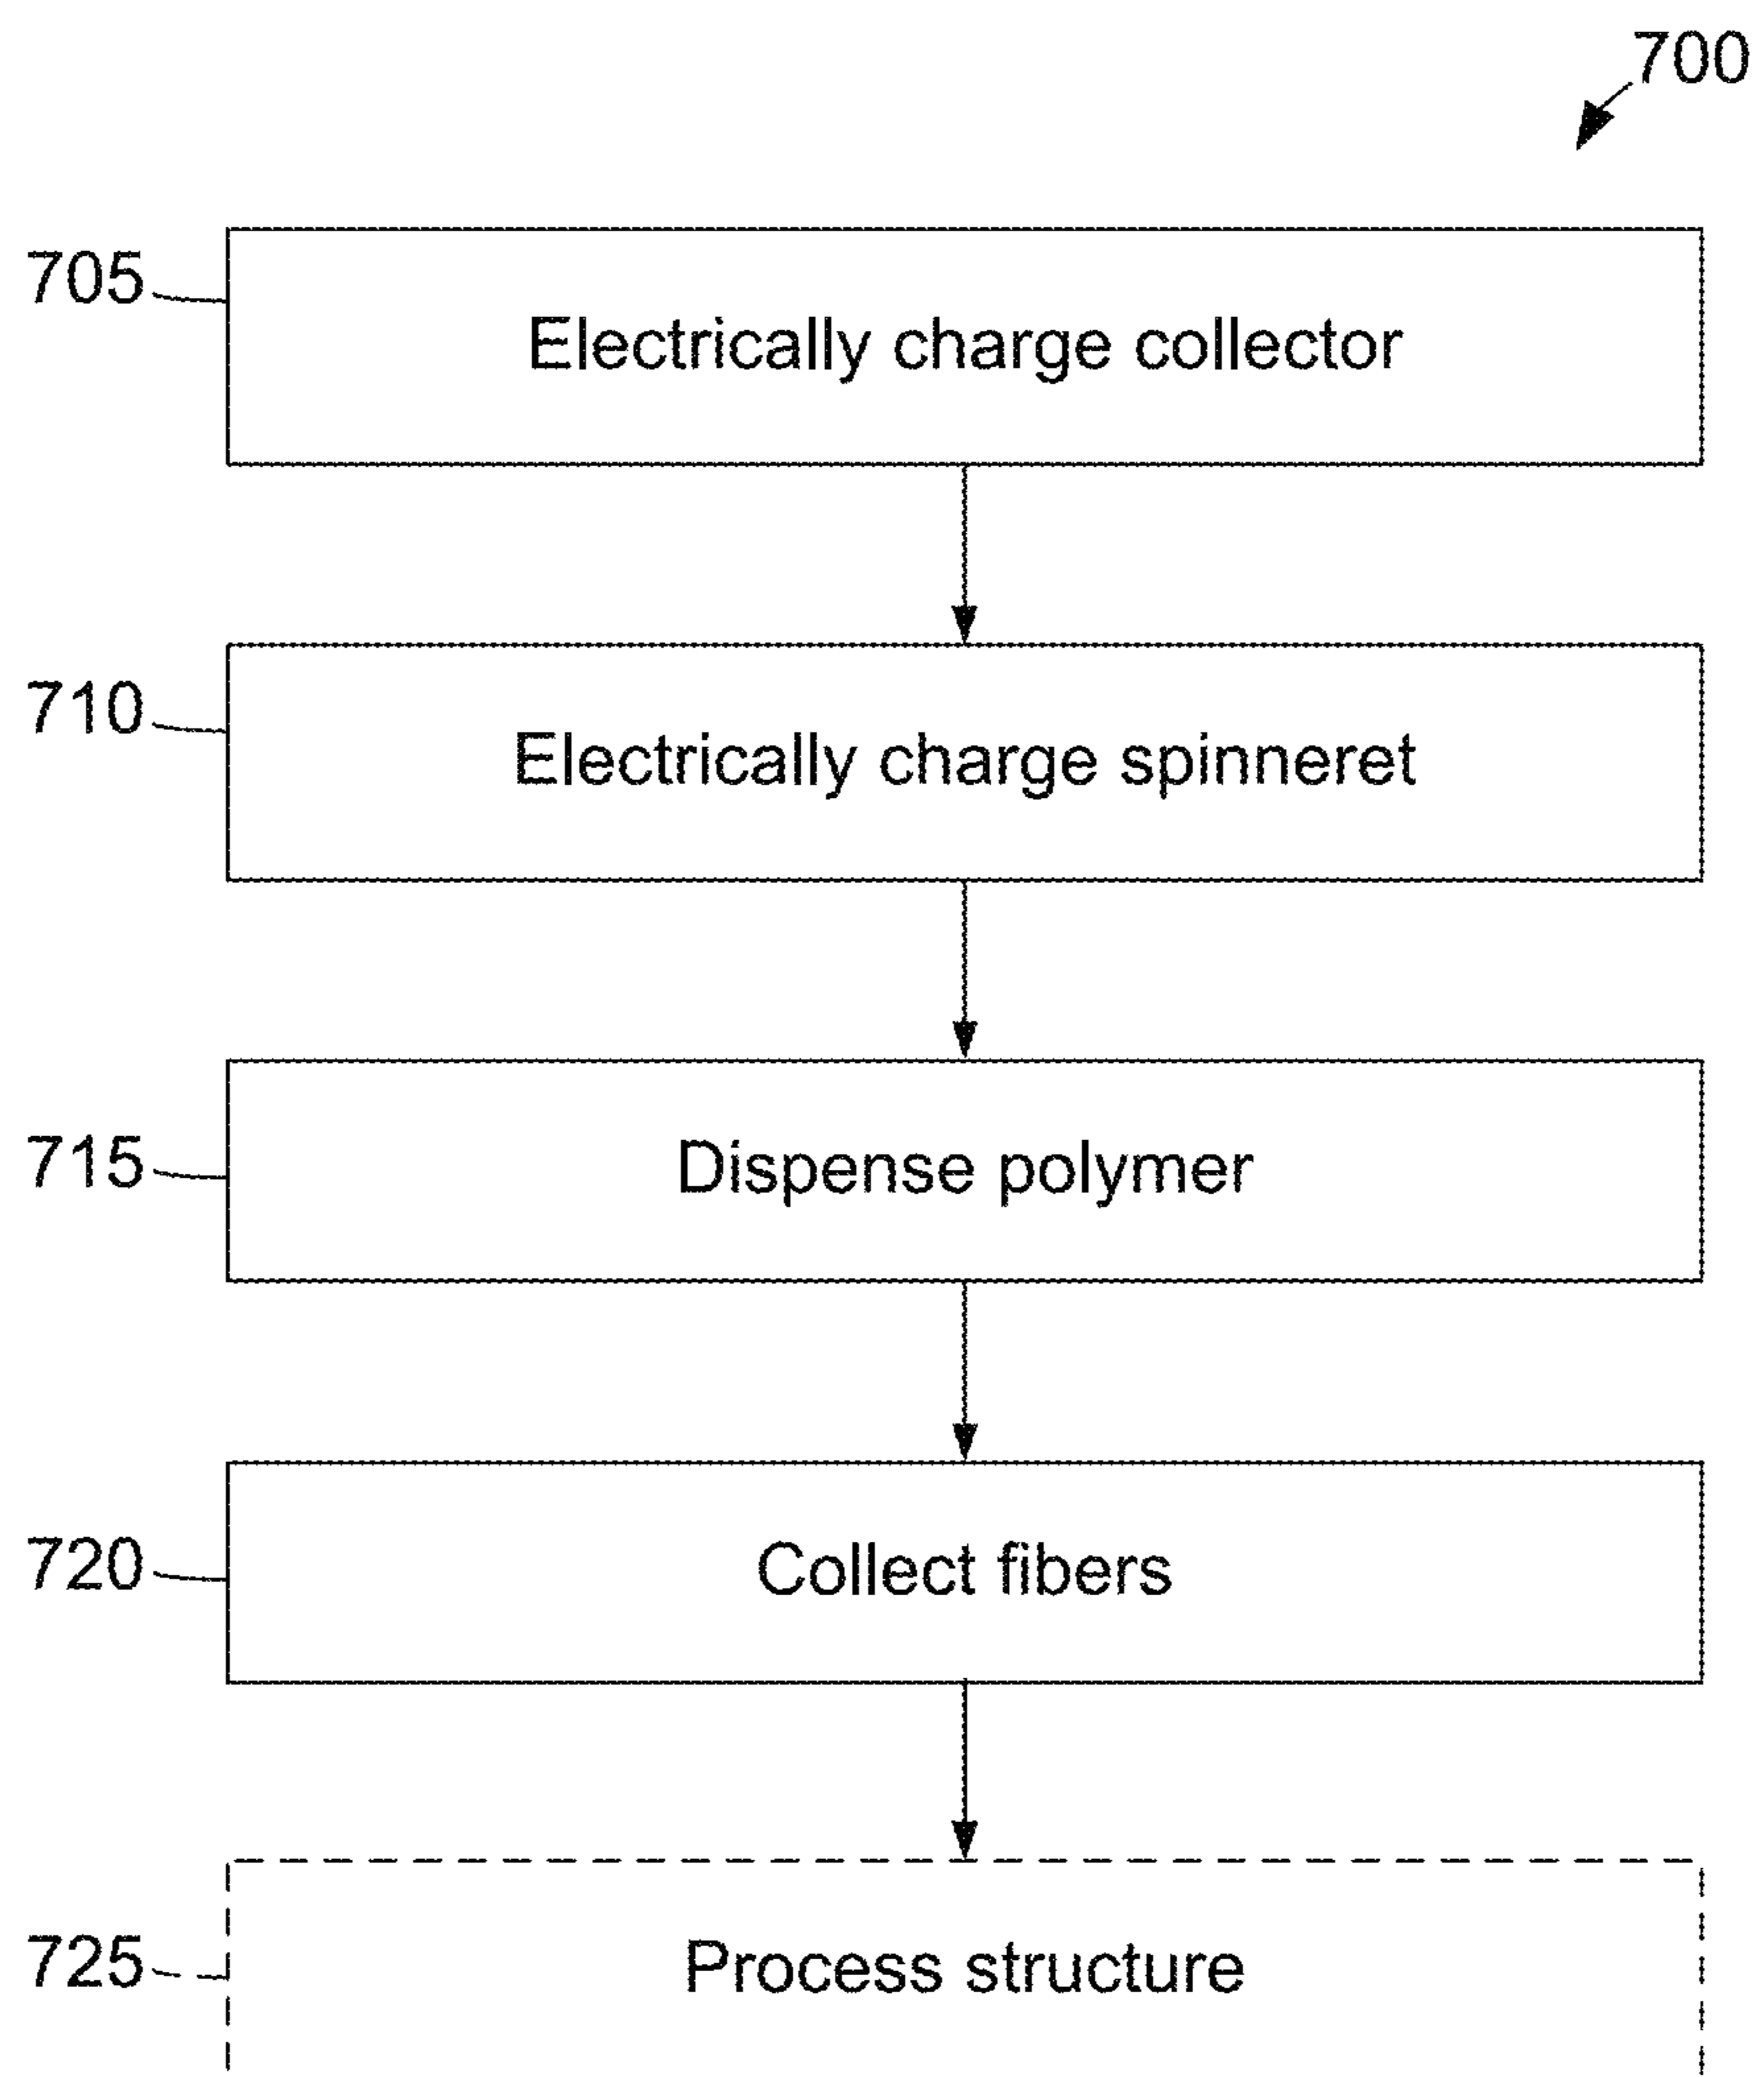 700
705
Electrically charge collector
710
Electrically charge spinneret
715
Dispense polymer
720
Collect fibers
725
Process structure